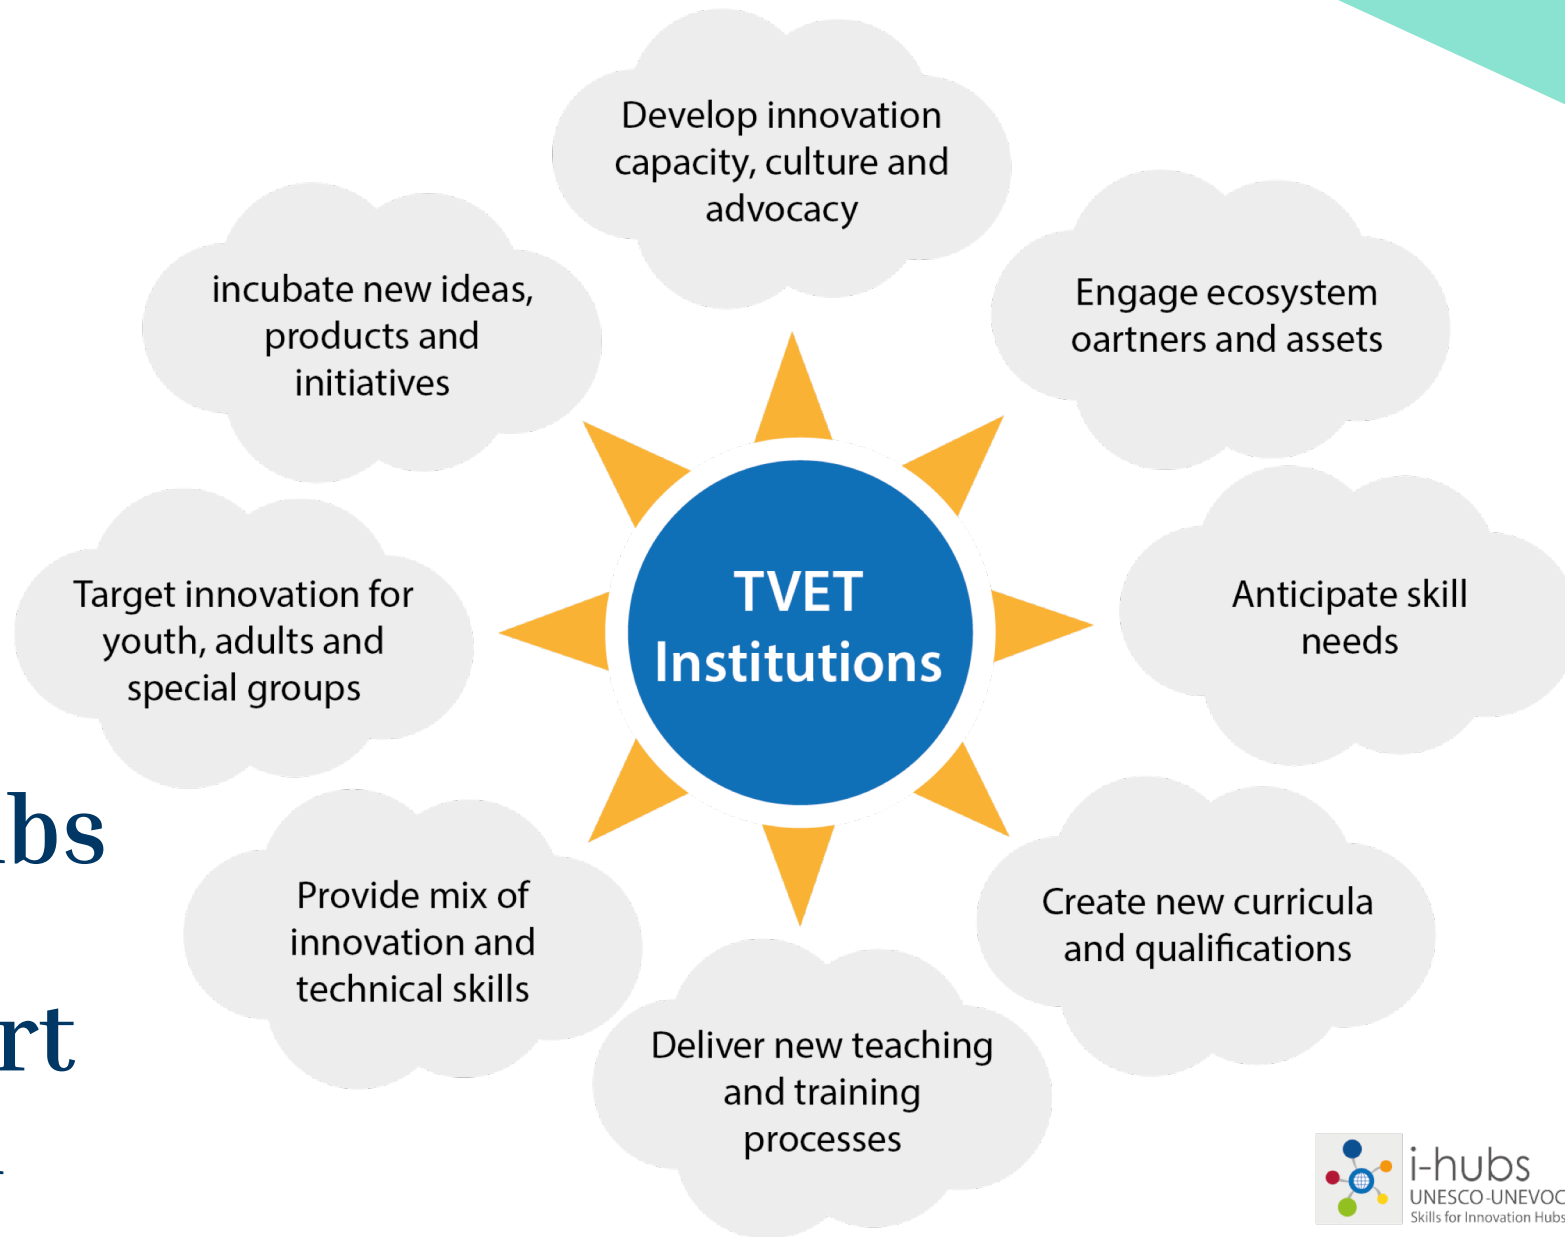 Develop innovation
capacity, culture and
advocacy
incubate new ideas,
products and
initiatives
Engage ecosystem
oartners and assets
Target innovation for
youth, adults and
special groups
TVET
Institutions
Anticipate skill
needs
Provide mix of
innovation and
technical skills
Create new curricula
and qualifications
Deliver new teaching
and training
processes
i-hubs
UNESCO-UNEVOC
Skills for Innovation Hubs